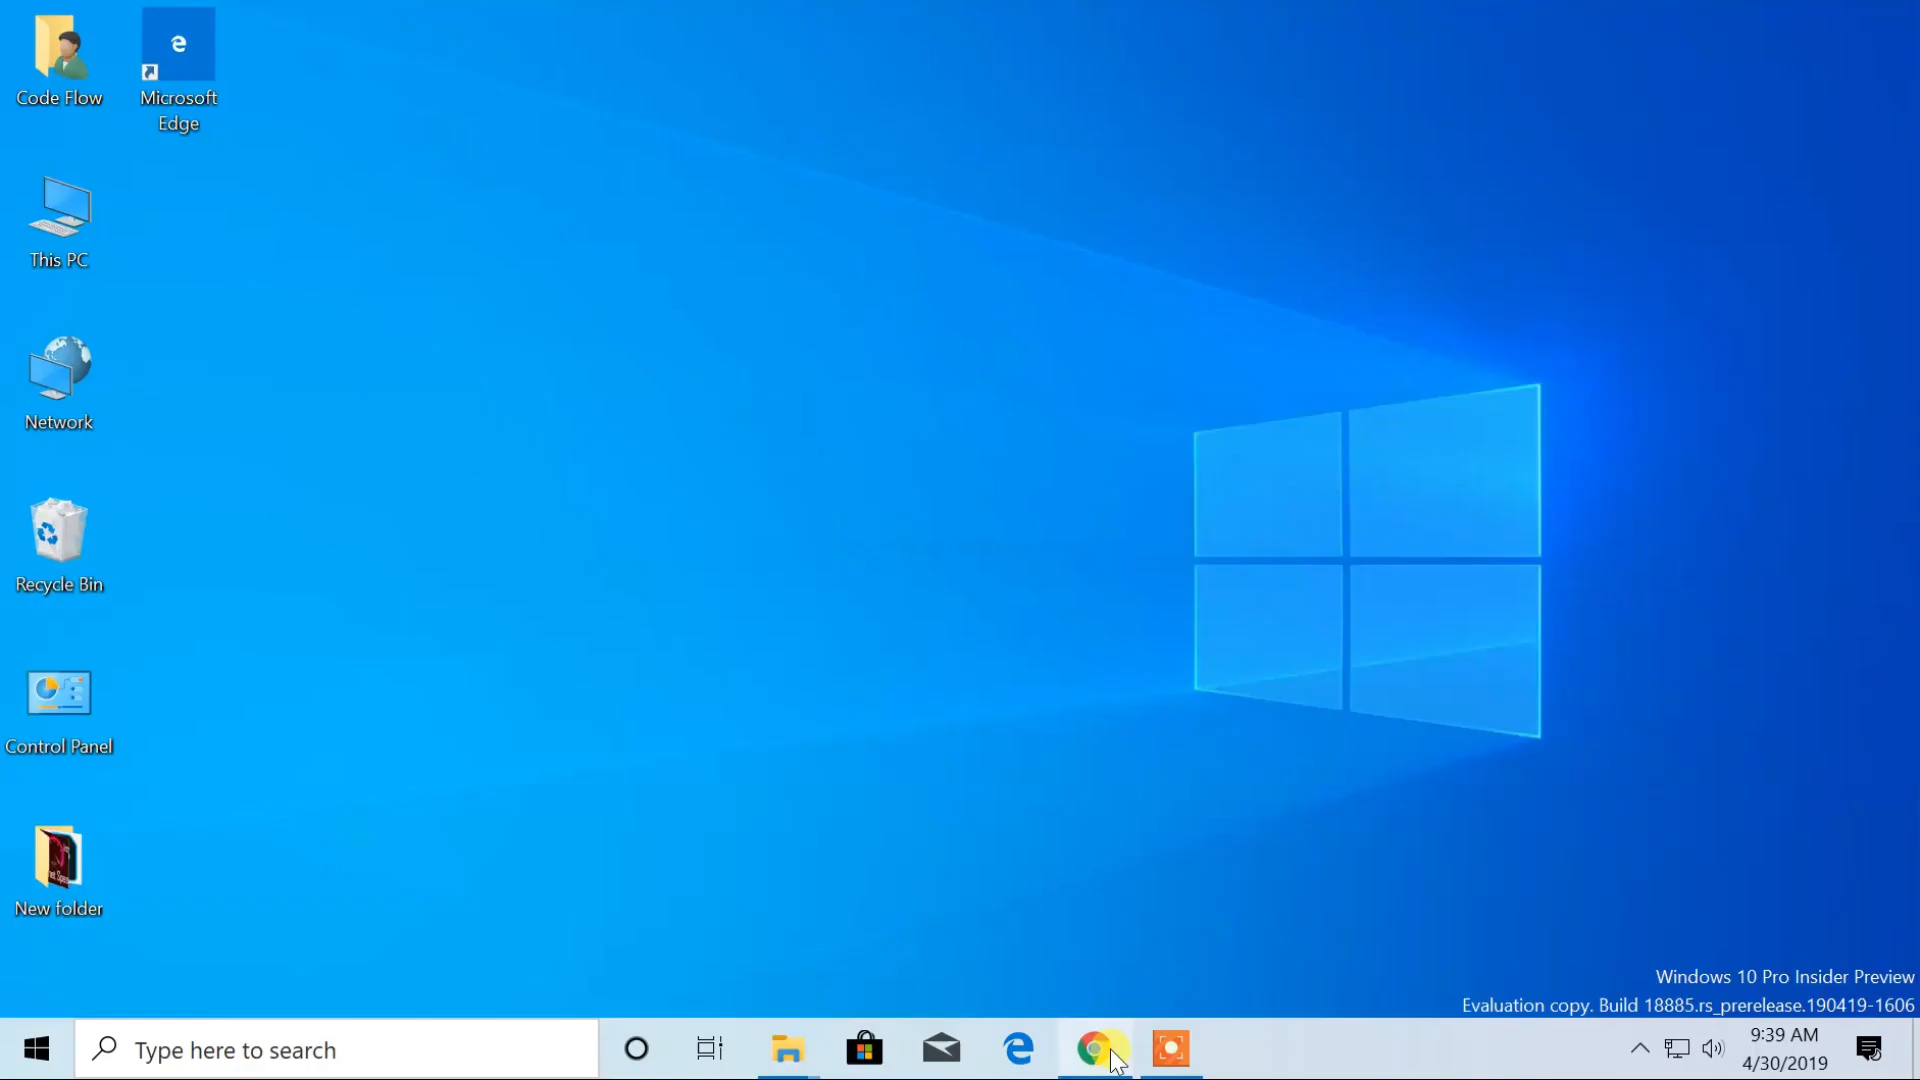 Code Flow
Microsoft
Edge
This PC
Network
Recycle Bin
Control Panel
New folder
Windows 10 Pro Insider Preview
Evaluation copy. Build 18885.rs_prerelease.190419-1606
Type here to search
9:39 AM
4/30/2019